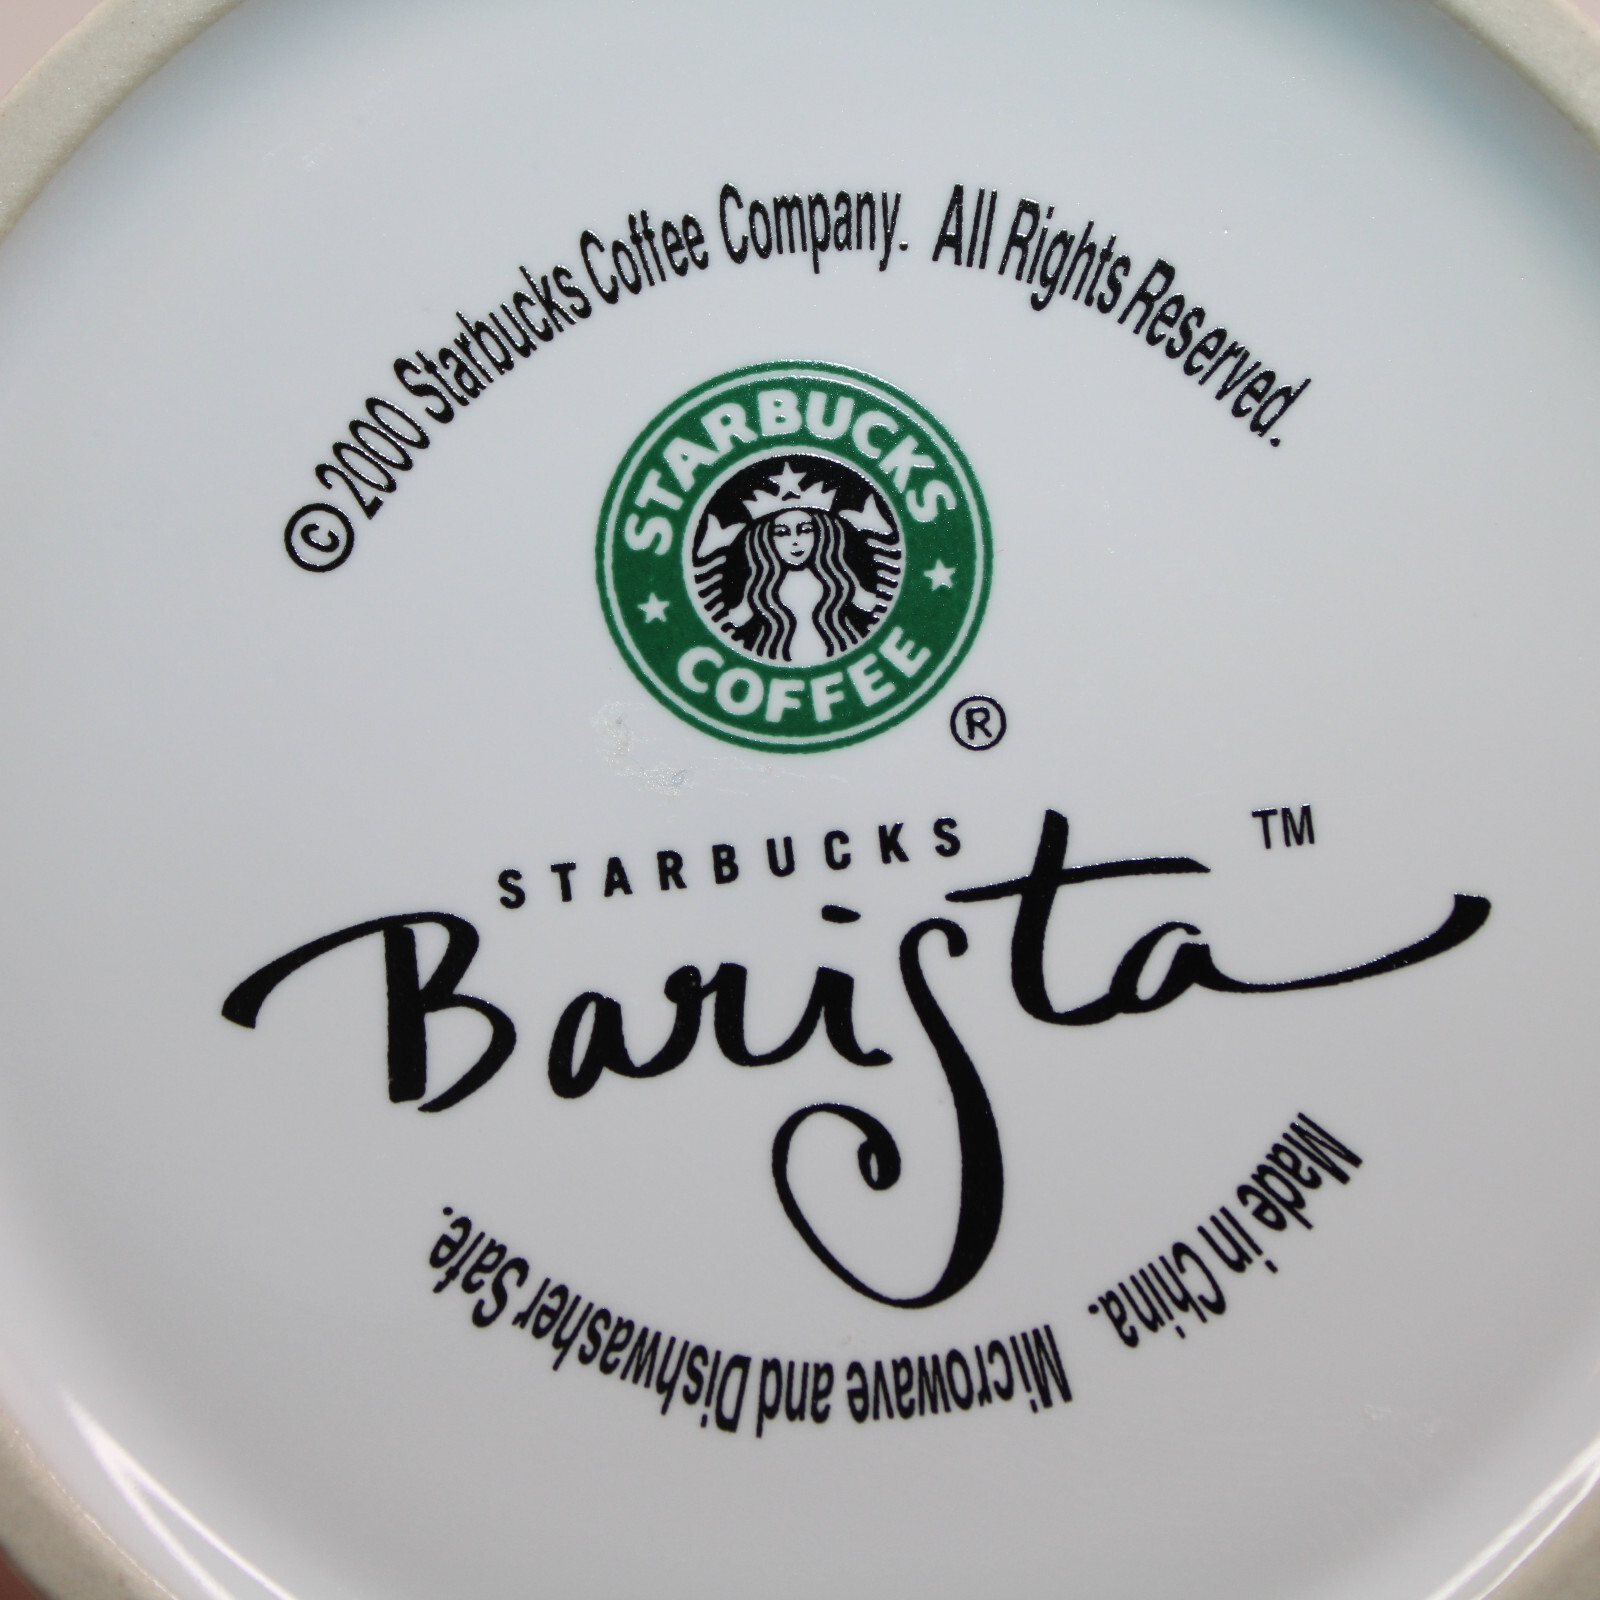 © 2000 Starbucks Coffee Company. All Rights Reserved.
STARBUCKS
COFFEE
®
STARBUCKS
Barista ™
Made in China. Microwave and Dishwasher Safe.